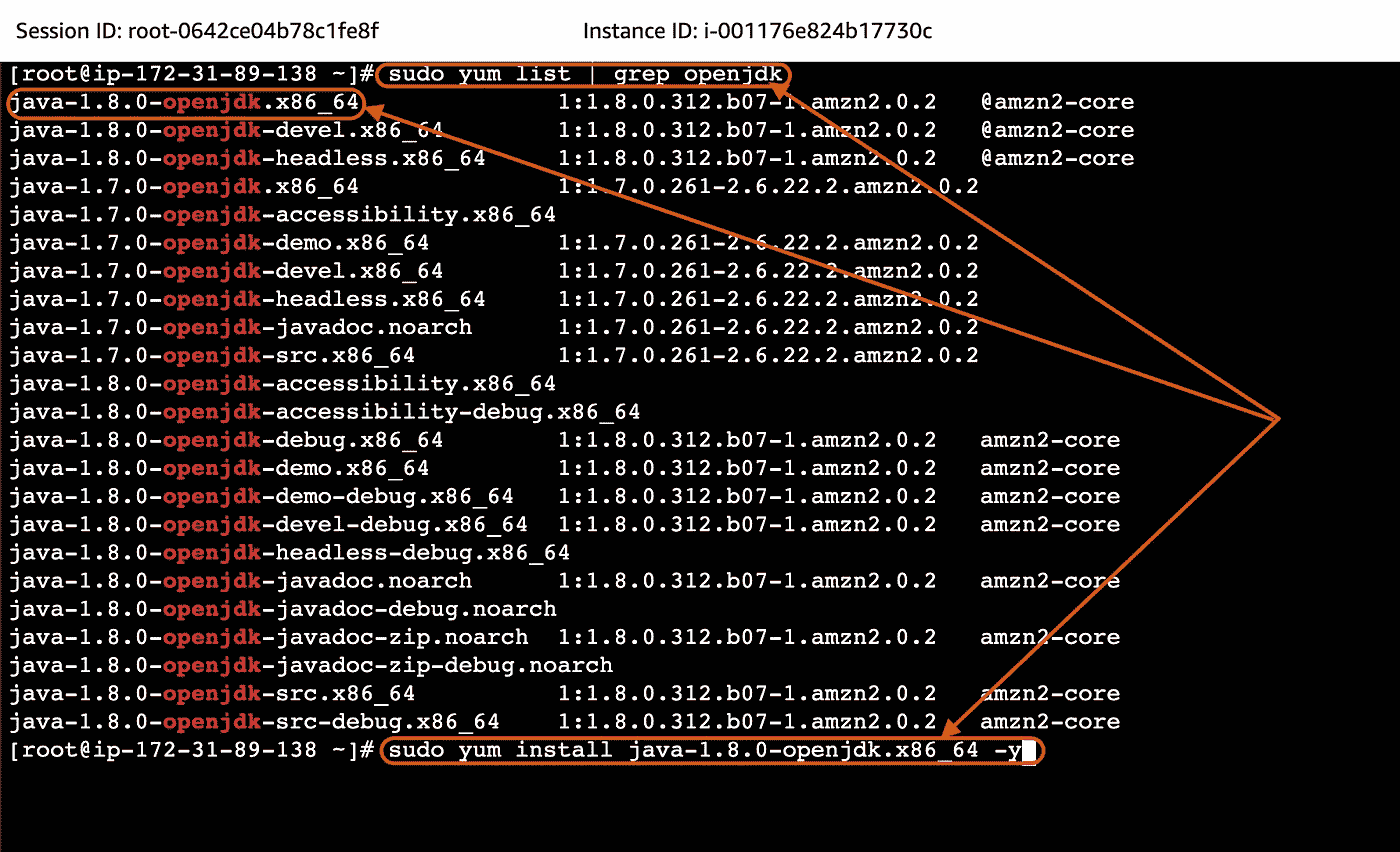 Session ID: root-0642ce04b78c1fe8f Instance ID: i-001176e824b17730c
[root@ip-172-31-89-138 ~]# sudo yum list | grep openjdk
java-1.8.0-openjdk.x86_64 1:1.8.0.312.b07-1.amzn2.0.2 @amzn2-core
java-1.8.0-openjdk-devel.x86_64 1:1.8.0.312.b07-1.amzn2.0.2 @amzn2-core
java-1.8.0-openjdk-headless.x86_64 1:1.8.0.312.b07-1.amzn2.0.2 @amzn2-core
java-1.7.0-openjdk.x86_64 1:1.7.0.261-2.6.22.2.amzn2.0.2
java-1.7.0-openjdk-accessibility.x86_64
java-1.7.0-openjdk-demo.x86_64 1:1.7.0.261-2.6.22.2.amzn2.0.2
java-1.7.0-openjdk-devel.x86_64 1:1.7.0.261-2.6.22.2.amzn2.0.2
java-1.7.0-openjdk-headless.x86_64 1:1.7.0.261-2.6.22.2.amzn2.0.2
java-1.7.0-openjdk-javadoc.noarch 1:1.7.0.261-2.6.22.2.amzn2.0.2
java-1.7.0-openjdk-src.x86_64 1:1.7.0.261-2.6.22.2.amzn2.0.2
java-1.8.0-openjdk-accessibility.x86_64
java-1.8.0-openjdk-accessibility-debug.x86_64
java-1.8.0-openjdk-debug.x86_64 1:1.8.0.312.b07-1.amzn2.0.2 amzn2-core
java-1.8.0-openjdk-demo.x86_64 1:1.8.0.312.b07-1.amzn2.0.2 amzn2-core
java-1.8.0-openjdk-demo-debug.x86_64 1:1.8.0.312.b07-1.amzn2.0.2 amzn2-core
java-1.8.0-openjdk-devel-debug.x86_64 1:1.8.0.312.b07-1.amzn2.0.2 amzn2-core
java-1.8.0-openjdk-headless-debug.x86_64
java-1.8.0-openjdk-javadoc.noarch 1:1.8.0.312.b07-1.amzn2.0.2 amzn2-core
java-1.8.0-openjdk-javadoc-debug.noarch
java-1.8.0-openjdk-javadoc-zip.noarch 1:1.8.0.312.b07-1.amzn2.0.2 amzn2-core
java-1.8.0-openjdk-javadoc-zip-debug.noarch
java-1.8.0-openjdk-src.x86_64 1:1.8.0.312.b07-1.amzn2.0.2 amzn2-core
java-1.8.0-openjdk-src-debug.x86_64 1:1.8.0.312.b07-1.amzn2.0.2 amzn2-core
[root@ip-172-31-89-138 ~]# sudo yum install java-1.8.0-openjdk.x86_64 -y